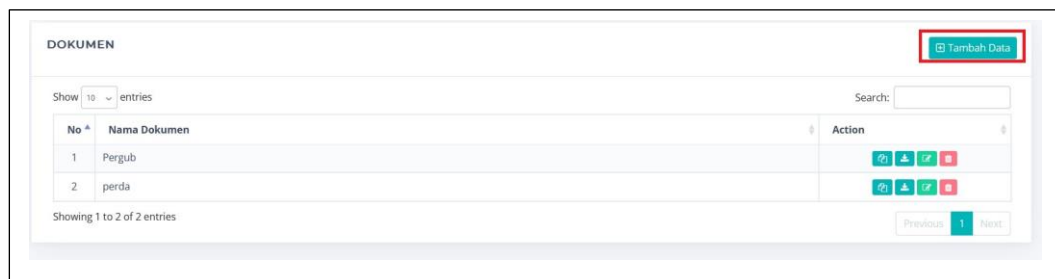 DOKUMEN
Tambah Data
Show 10 entries
Search:
No Nama Dokumen Action
1 Pergub
2 perda
Showing 1 to 2 of 2 entries
Previous 1 Next